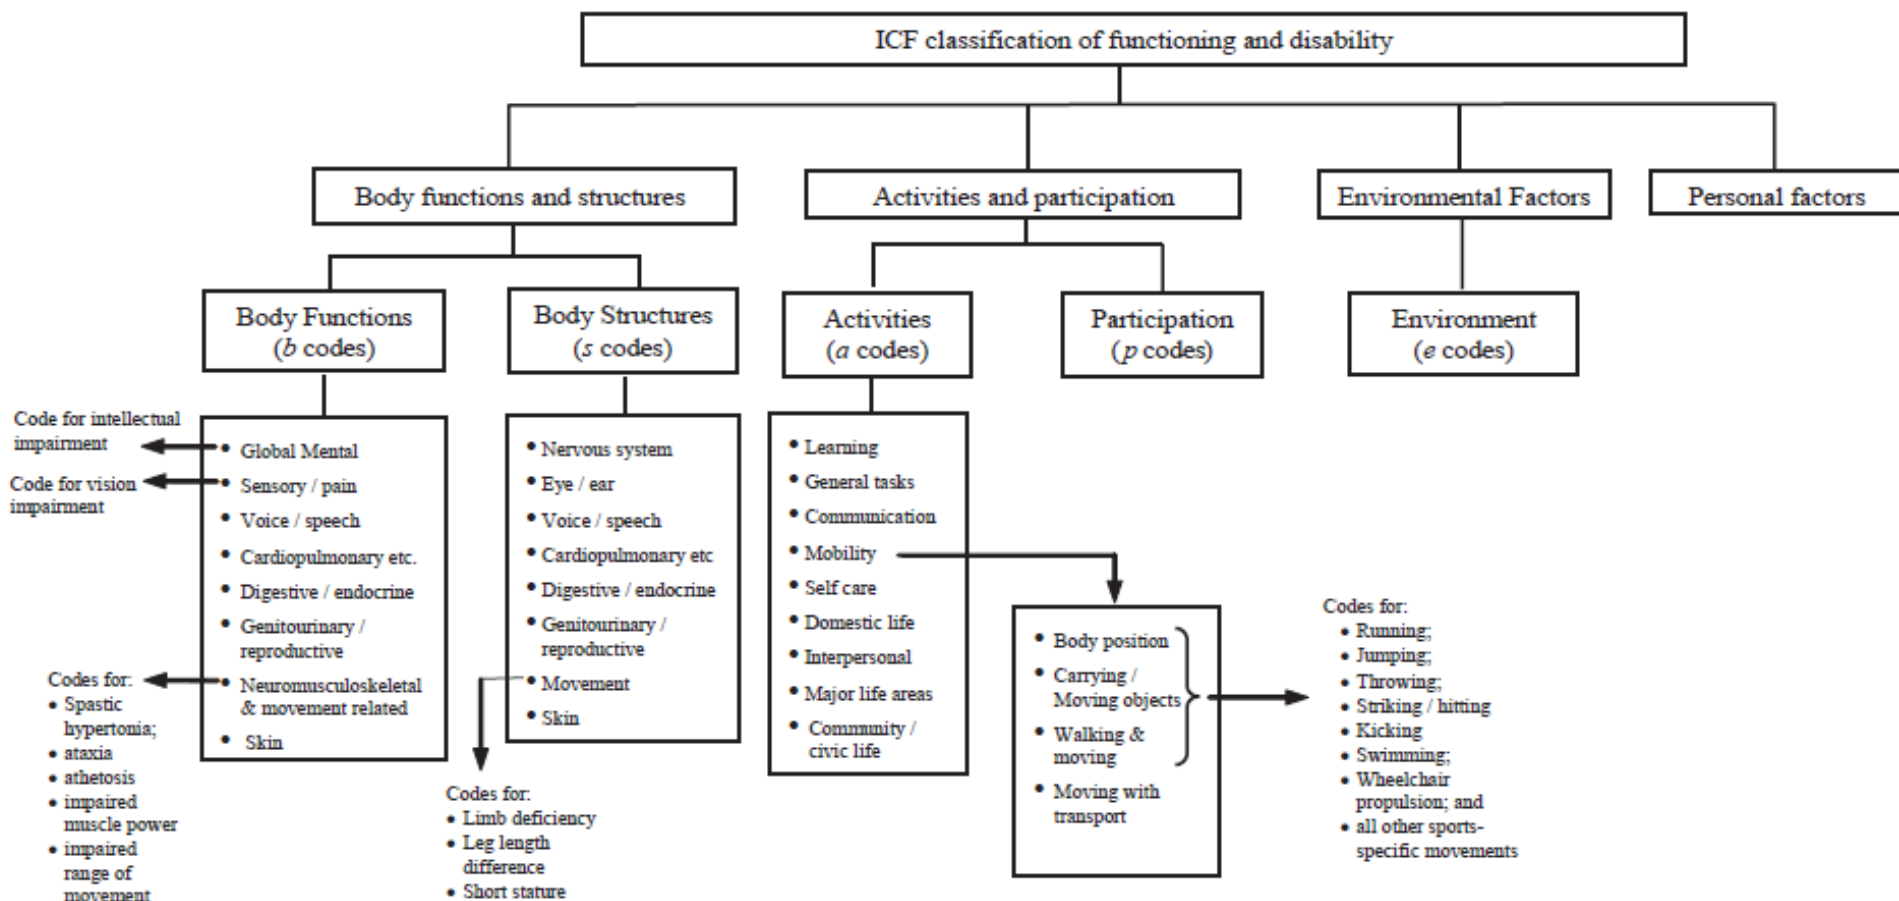 ICF classification of functioning and disability
Body functions and structures
Activities and participation
Environmental Factors
Personal factors
Body Functions
(b codes)
Body Structures
(s codes)
Activities
(a codes)
Participation
(p codes)
Environment
(e codes)
Code for intellectual
impairment
Code for vision
impairment
• Global Mental
• Sensory / pain
• Voice / speech
• Cardiopulmonary etc.
• Digestive / endocrine
• Genitourinary /
reproductive
• Neuromusculoskeletal
& movement related
• Skin
Codes for:
• Spastic
hypertonia;
• ataxia
• athetosis
• impaired
muscle power
• impaired
range of
movement
• Nervous system
• Eye / ear
• Voice / speech
• Cardiopulmonary etc
• Digestive / endocrine
• Genitourinary /
reproductive
• Movement
• Skin
Codes for:
• Limb deficiency
• Leg length
difference
• Short stature
• Learning
• General tasks
• Communication
• Mobility
• Self care
• Domestic life
• Interpersonal
• Major life areas
• Community /
civic life
• Body position
• Carrying /
Moving objects
• Walking &
moving
• Moving with
transport
Codes for:
• Running;
• Jumping;
• Throwing;
• Striking / hitting
• Kicking
• Swimming;
• Wheelchair
propulsion; and
• all other sports-
specific movements